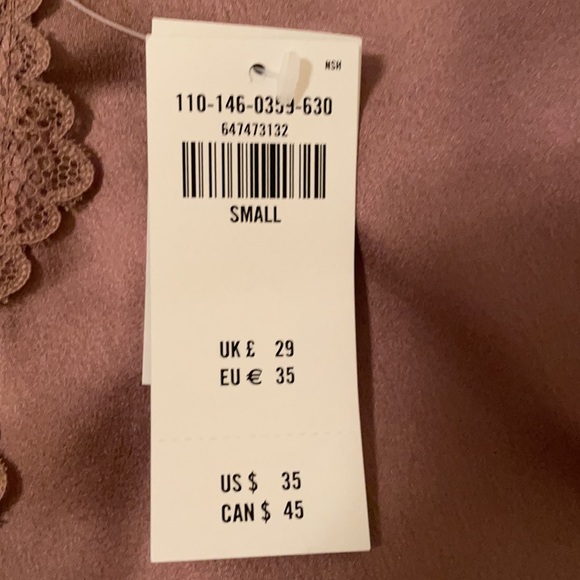 NSH
110-146-0359-630
647473132
SMALL
UK £ 29
EU € 35
US $ 35
CAN $ 45